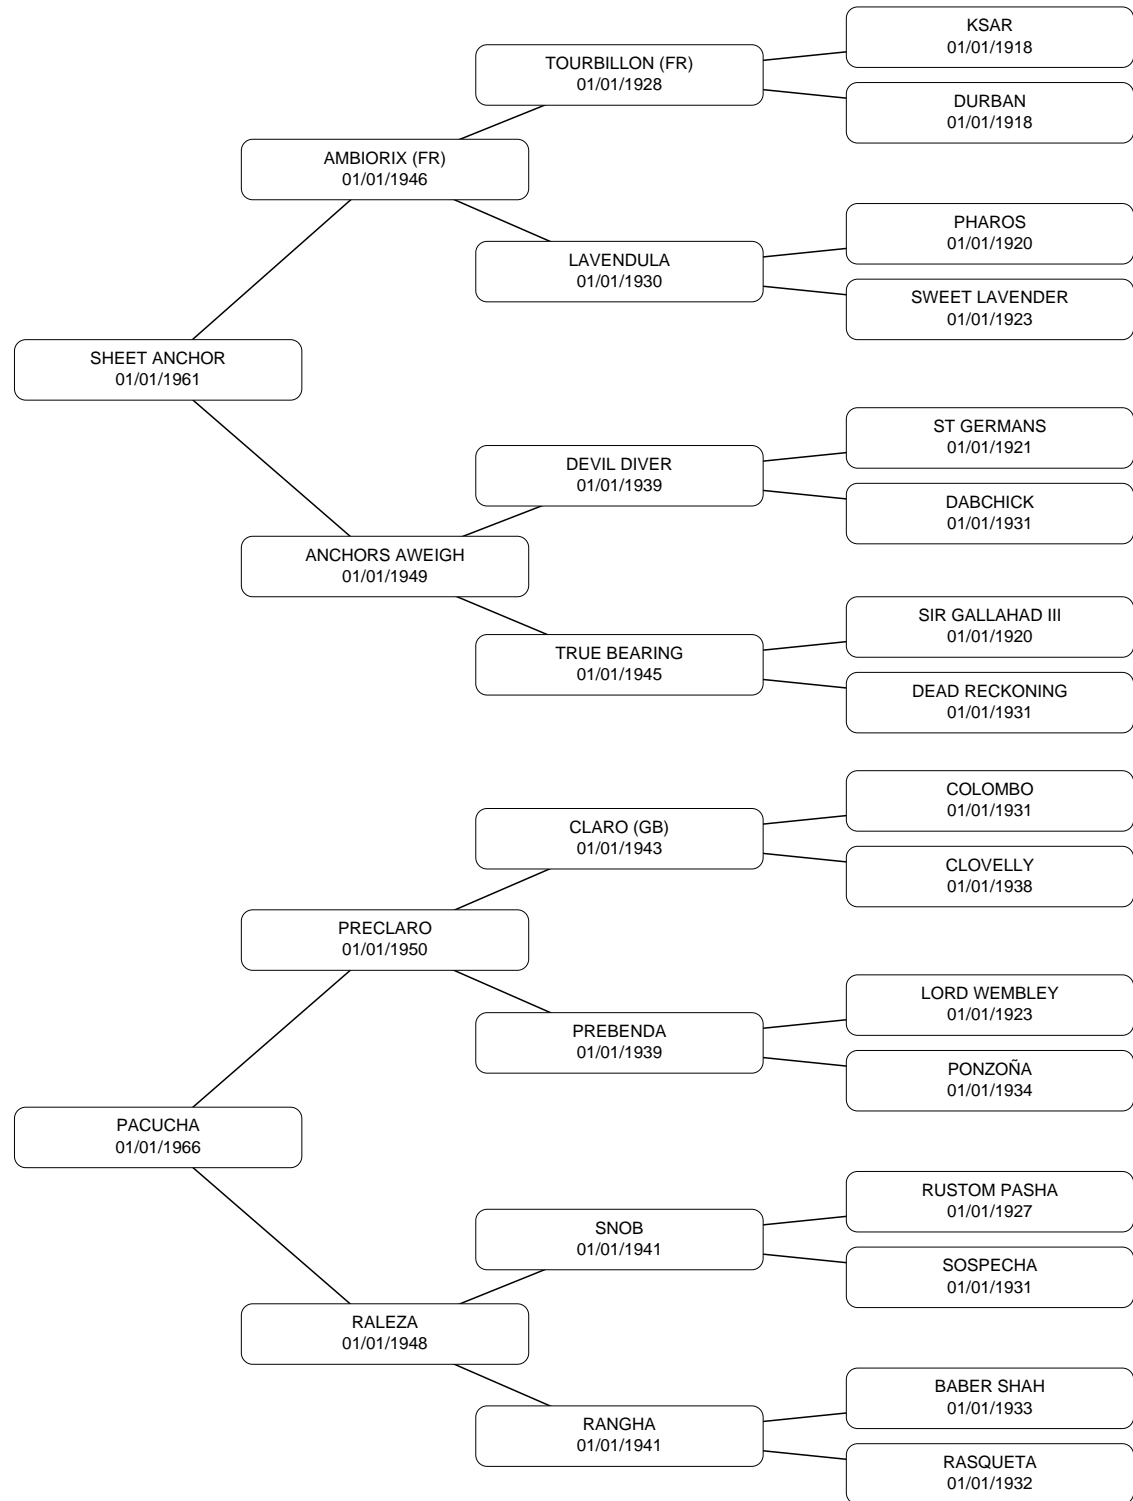 KSAR
01/01/1918
TOURBILLON (FR)
01/01/1928
DURBAN
01/01/1918
AMBIORIX (FR)
01/01/1946
PHAROS
01/01/1920
LAVENDULA
01/01/1930
SWEET LAVENDER
01/01/1923
SHEET ANCHOR
01/01/1961
ST GERMANS
01/01/1921
DEVIL DIVER
01/01/1939
DABCHICK
01/01/1931
ANCHORS AWEIGH
01/01/1949
SIR GALLAHAD III
01/01/1920
TRUE BEARING
01/01/1945
DEAD RECKONING
01/01/1931
COLOMBO
01/01/1931
CLARO (GB)
01/01/1943
CLOVELLY
01/01/1938
PRECLARO
01/01/1950
LORD WEMBLEY
01/01/1923
PREBENDA
01/01/1939
PONZOÑA
01/01/1934
PACUCHA
01/01/1966
RUSTOM PASHA
01/01/1927
SNOB
01/01/1941
SOSPECHA
01/01/1931
RALEZA
01/01/1948
BABER SHAH
01/01/1933
RANGHA
01/01/1941
RASQUETA
01/01/1932